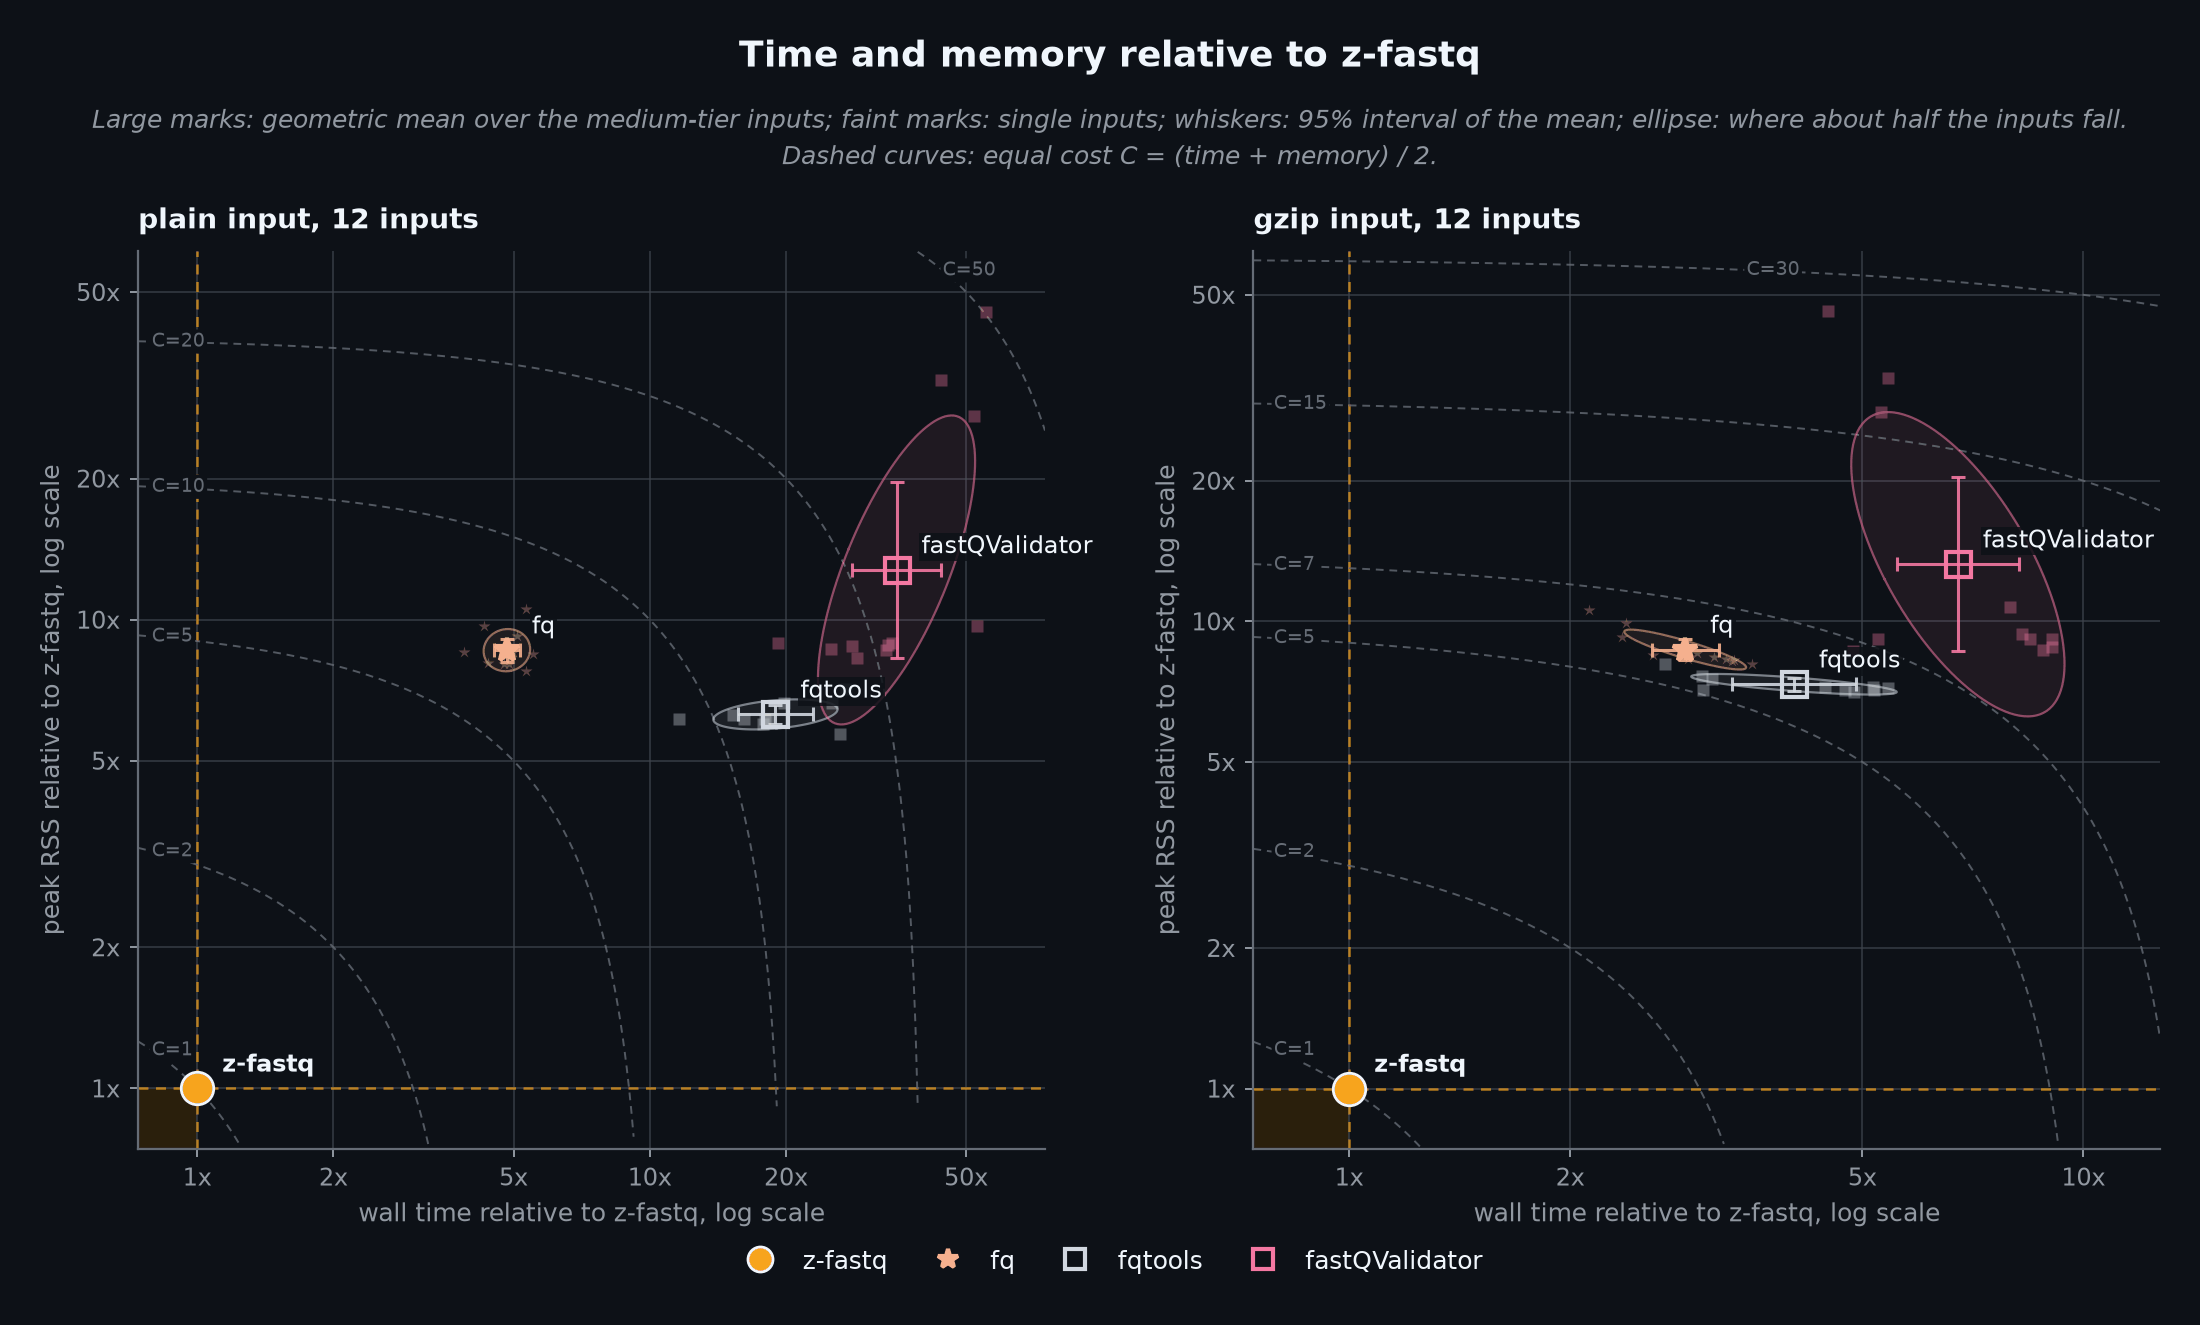 Time and memory relative to z-fastq
Large marks: geometric mean over the medium-tier inputs; faint marks: single inputs; whiskers: 95% interval of the mean; ellipse: where about half the inputs fall.
Dashed curves: equal cost C = (time + memory) / 2.
plain input, 12 inputs
peak RSS relative to z-fastq, log scale
50x
20x
10x
5x
2x
1x
C=50
C=20
C=10
C=5
C=2
C=1
fastQValidator
fq
fqtools
z-fastq
1x
2x
5x
10x
20x
50x
wall time relative to z-fastq, log scale
gzip input, 12 inputs
peak RSS relative to z-fastq, log scale
50x
20x
10x
5x
2x
1x
C=30
C=15
C=7
C=5
C=2
C=1
fastQValidator
fq
fqtools
z-fastq
1x
2x
5x
10x
wall time relative to z-fastq, log scale
z-fastq
fq
fqtools
fastQValidator